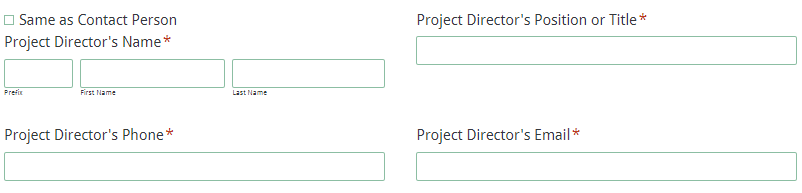 Same as Contact Person
Project Director's Name*
Prefix
First Name
Last Name
Project Director's Position or Title*
Project Director's Phone*
Project Director's Email*